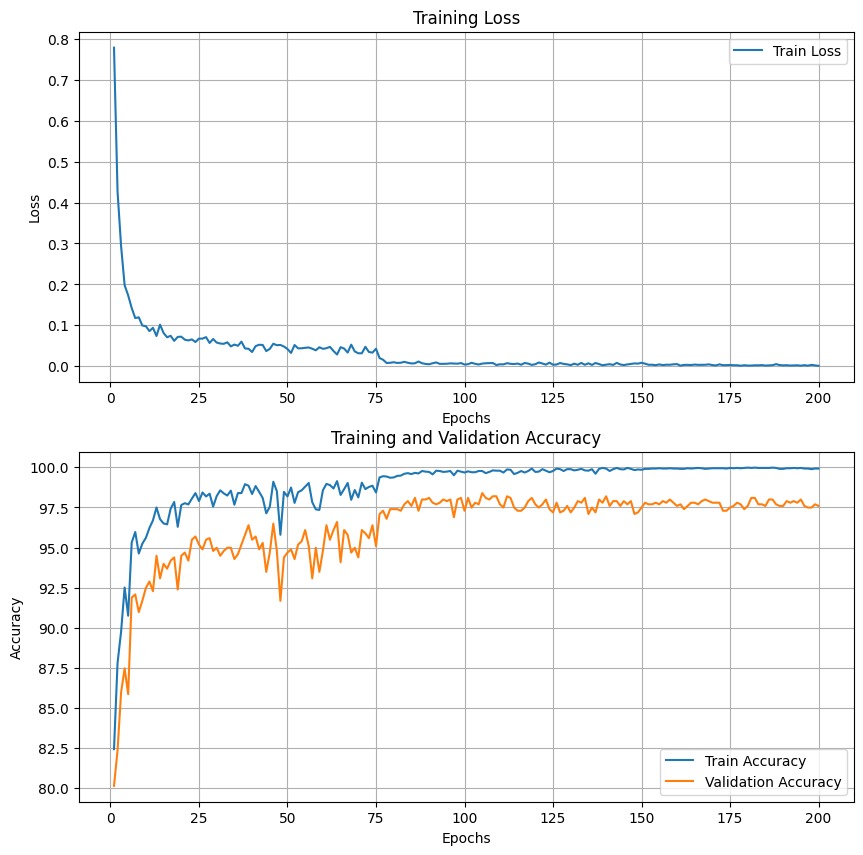 Training Loss
Train Loss
0.8
0.7
0.6
0.5
0.4
0.3
0.2
0.1
0.0
Loss
0 25 50 75 100 125 150 175 200
Epochs
Training and Validation Accuracy
100.0
97.5
95.0
92.5
90.0
87.5
85.0
82.5
80.0
Accuracy
Train Accuracy
Validation Accuracy
0 25 50 75 100 125 150 175 200
Epochs